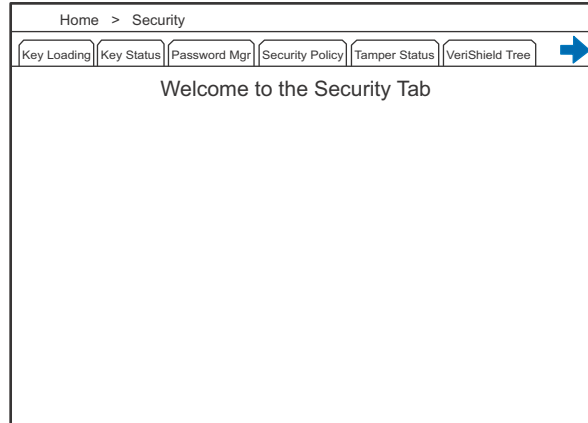 Home > Security
Key Loading Key Status Password Mgr Security Policy Tamper Status VeriShield Tree
Welcome to the Security Tab